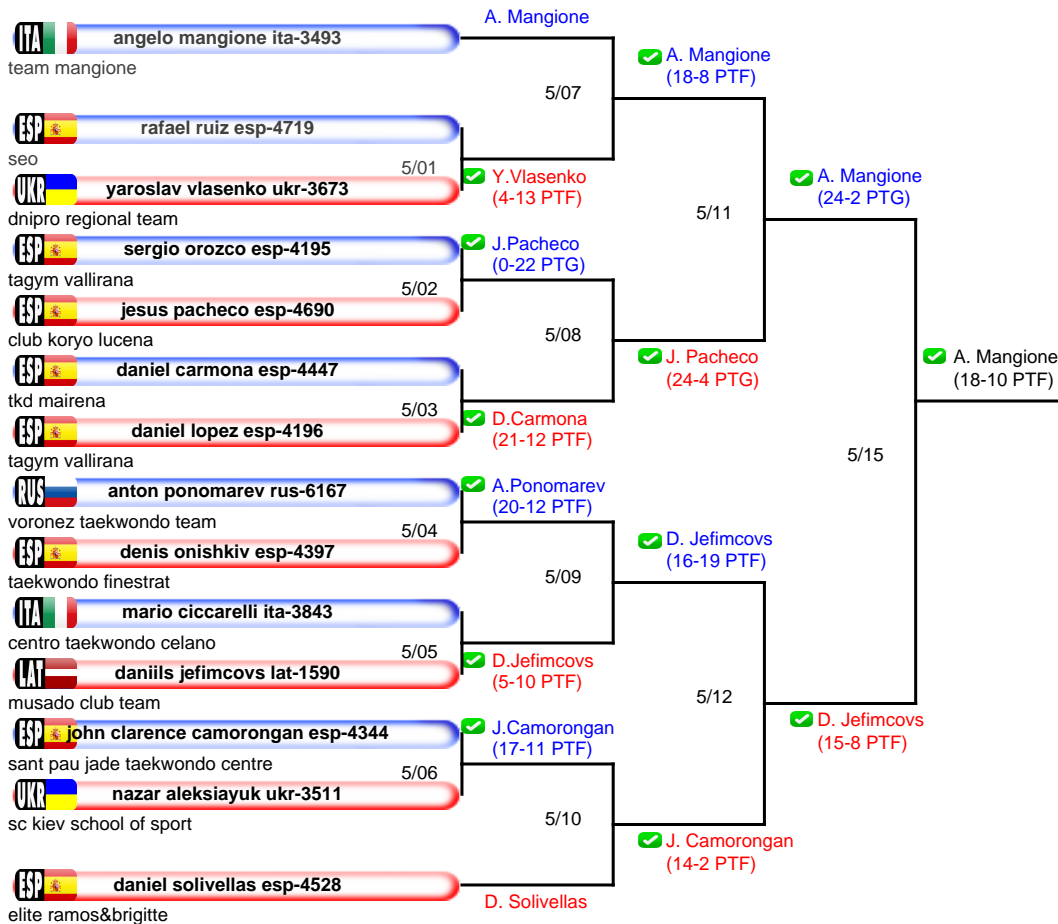 A. Mangione
ITA angelo mangione ita-3493
team mangione
A. Mangione
(18-8 PTF)
5/07
ESP rafael ruiz esp-4719
seo
5/01
UKR yaroslav vlasenko ukr-3673
dnipro regional team
Y.Vlasenko
(4-13 PTF)
A. Mangione
(24-2 PTG)
5/11
ESP sergio orozco esp-4195
tagym vallirana
J.Pacheco
(0-22 PTG)
5/02
ESP jesus pacheco esp-4690
club koryo lucena
5/08
J. Pacheco
(24-4 PTG)
A. Mangione
(18-10 PTF)
ESP daniel carmona esp-4447
tkd mairena
5/03
ESP daniel lopez esp-4196
tagym vallirana
D.Carmona
(21-12 PTF)
5/15
RUS anton ponomarev rus-6167
voronez taekwondo team
A.Ponomarev
(20-12 PTF)
5/04
ESP denis onishkiv esp-4397
taekwondo finestrat
D. Jefimcovs
(16-19 PTF)
5/09
ITA mario ciccarelli ita-3843
centro taekwondo celano
5/05
LAT daniils jefimcovs lat-1590
musado club team
D.Jefimcovs
(5-10 PTF)
5/12
D. Jefimcovs
(15-8 PTF)
ESP john clarence camorongan esp-4344
sant pau jade taekwondo centre
J.Camorongan
(17-11 PTF)
5/06
UKR nazar aleksiayuk ukr-3511
sc kiev school of sport
5/10
J. Camorongan
(14-2 PTF)
ESP daniel solivellas esp-4528
elite ramos&brigitte
D. Solivellas